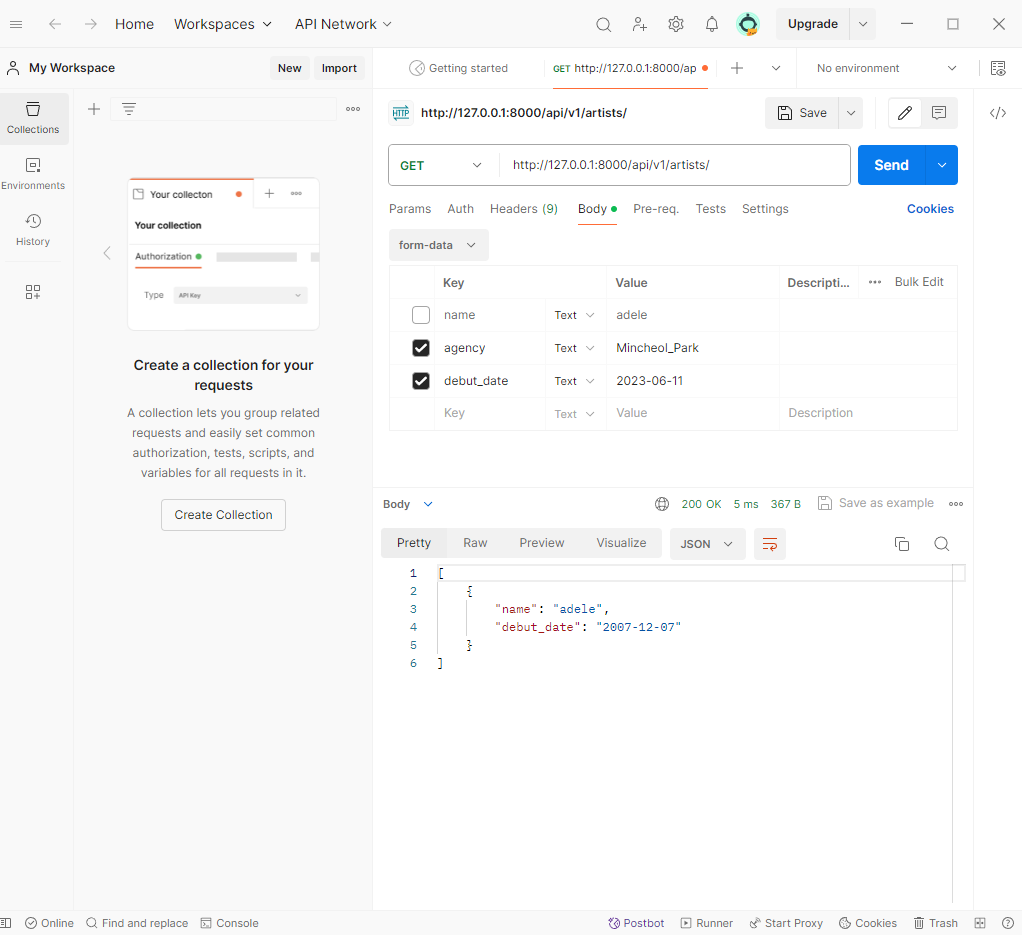 Home Workspaces API Network Upgrade
My Workspace New Import Getting started GET http://127.0.0.1:8000/ap No environment
Collections
Environments
History
Your collecton
Your collection
Authorization
Type API Key
Create a collection for your
requests
A collection lets you group related
requests and easily set common
authorization, tests, scripts, and
variables for all requests in it.
Create Collection
HTTP http://127.0.0.1:8000/api/v1/artists/ Save
GET http://127.0.0.1:8000/api/v1/artists/ Send
Params Auth Headers (9) Body Pre-req. Tests Settings Cookies
form-data
Key Value Descripti... Bulk Edit
name Text adele
agency Text Mincheol_Park
debut_date Text 2023-06-11
Key Text Value Description
Body 200 OK 5 ms 367 B Save as example
Pretty Raw Preview Visualize JSON
1 [
2 {
3 "name": "adele",
4 "debut_date": "2007-12-07"
5 }
6 ]
Online Find and replace Console Postbot Runner Start Proxy Cookies Trash